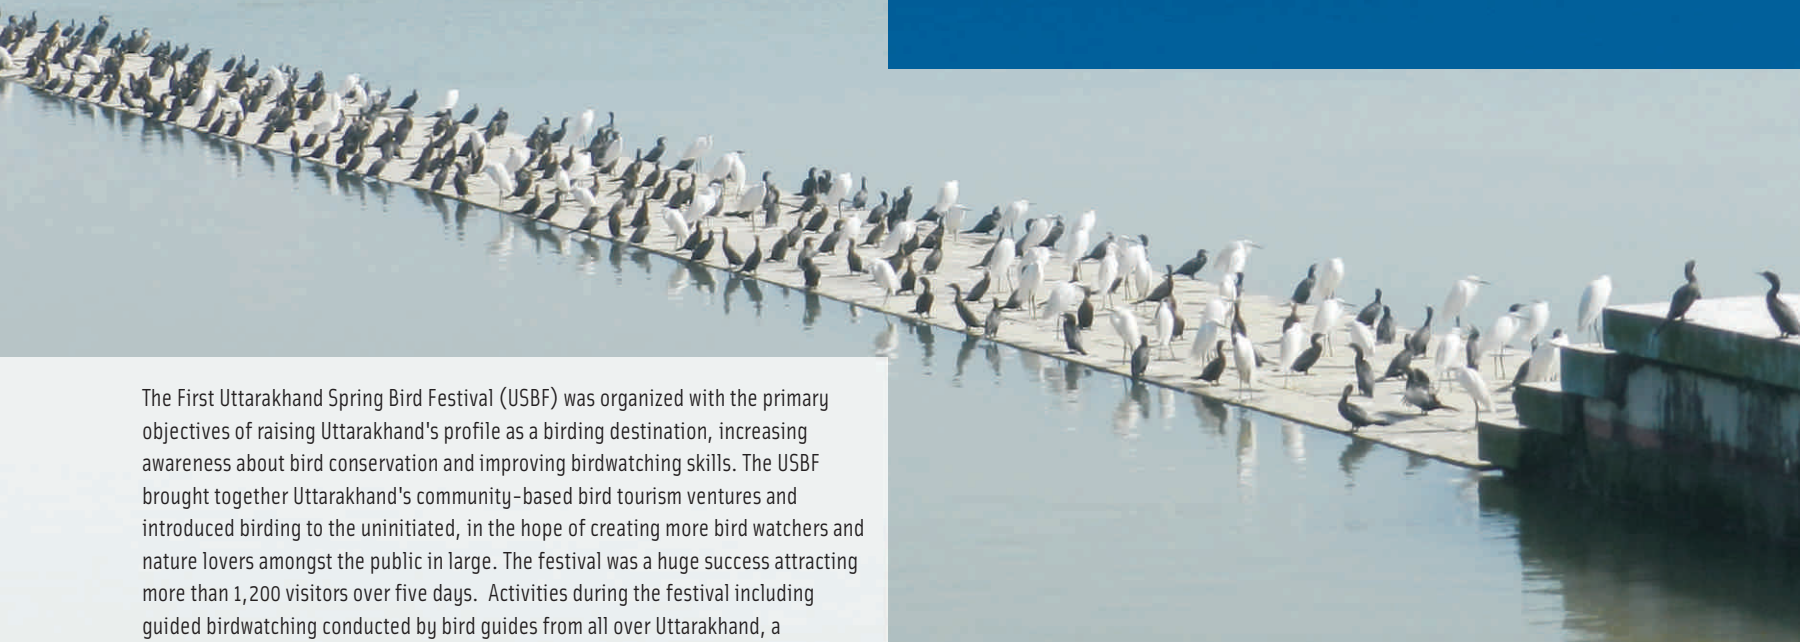 The First Uttarakhand Spring Bird Festival (USBF) was organized with the primary
objectives of raising Uttarakhand's profile as a birding destination, increasing
awareness about bird conservation and improving birdwatching skills. The USBF
brought together Uttarakhand's community-based bird tourism ventures and
introduced birding to the uninitiated, in the hope of creating more bird watchers and
nature lovers amongst the public in large. The festival was a huge success attracting
more than 1,200 visitors over five days.  Activities during the festival including
guided birdwatching conducted by bird guides from all over Uttarakhand, a